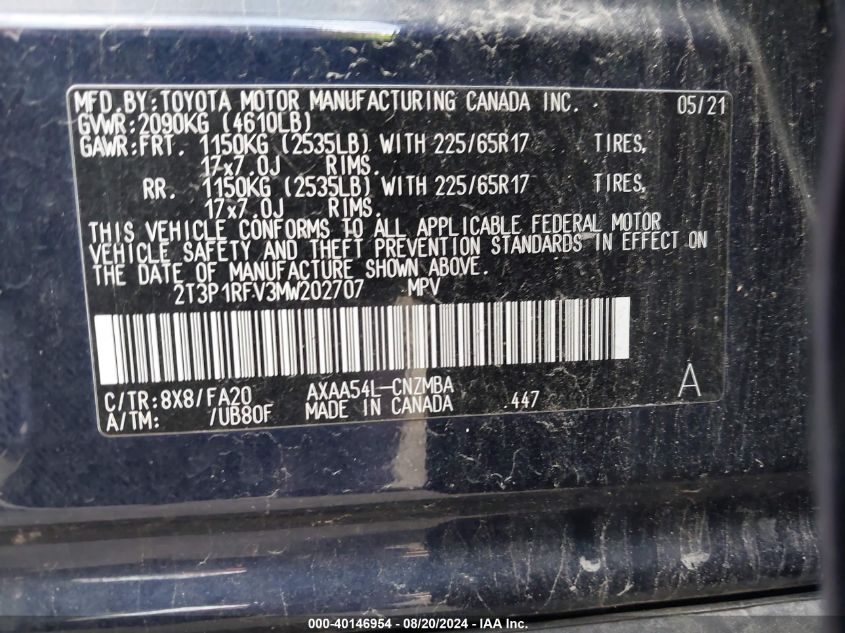 MFD.BY:TOYOTA MOTOR MANUFACTURING CANADA INC. 05/21
GVWR:2090KG (4610LB)
GAWR:FRT. 1150KG (2535LB) WITH 225/65R17 TIRES,
17x7.0J RIMS.
RR. 1150KG (2535LB) WITH 225/65R17 TIRES,
17x7.0J RIMS.
THIS VEHICLE CONFORMS TO ALL APPLICABLE FEDERAL MOTOR
VEHICLE SAFETY AND THEFT PREVENTION STANDARDS IN EFFECT ON
THE DATE OF MANUFACTURE SHOWN ABOVE.
2T3P1RFV3MW202707 MPV
C/TR:8X8/FA20 AXAA54L-CNZMBA A
A/TM: /UB80F MADE IN CANADA 447
000-40146954 - 08/20/2024 - IAAI.com